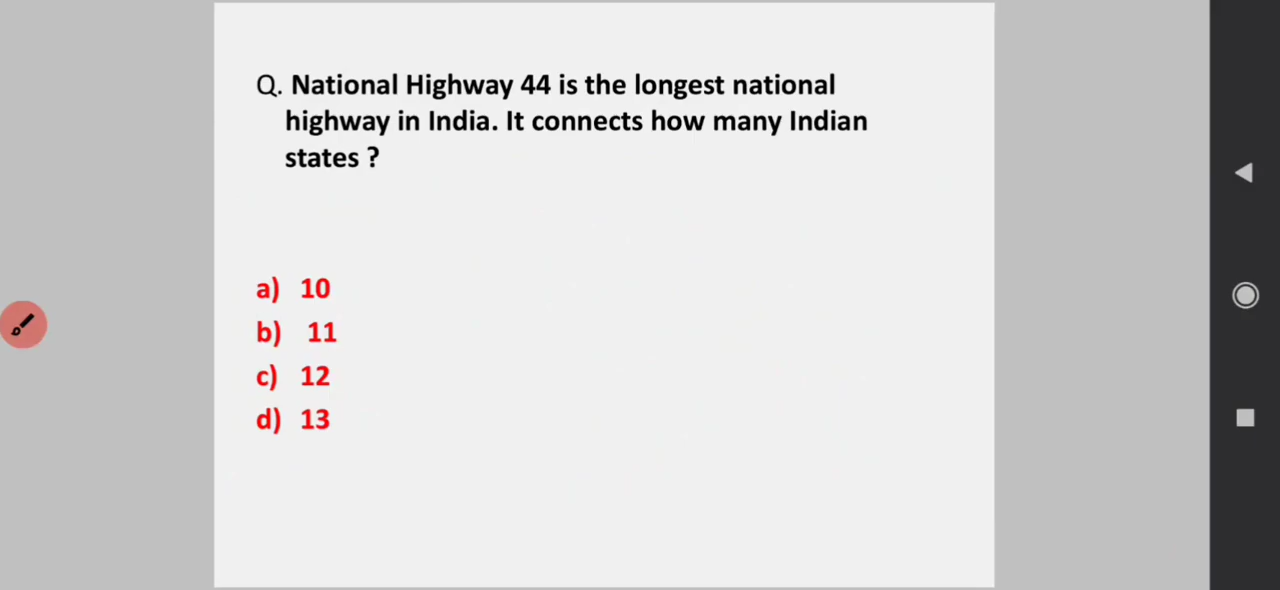 Q. National Highway 44 is the longest national
highway in India. It connects how many Indian
states ?
a) 10
b) 11
c) 12
d) 13